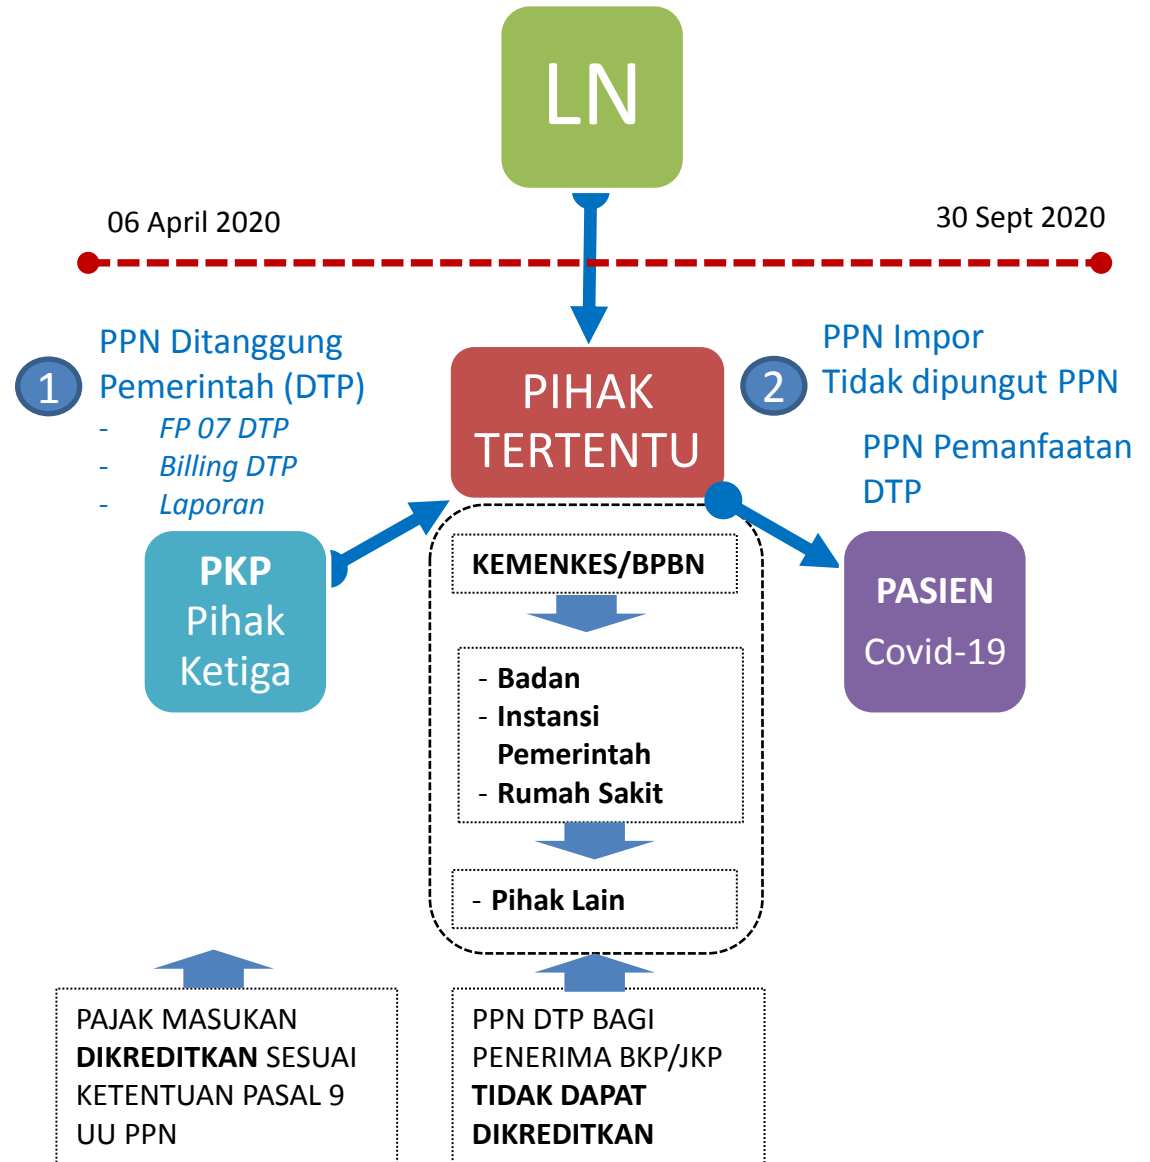 LN
06 April 2020
30 Sept 2020
1
PPN Ditanggung
Pemerintah (DTP)
- FP 07 DTP
- Billing DTP
- Laporan
PIHAK
TERTENTU
2
PPN Impor
Tidak dipungut PPN
PPN Pemanfaatan
DTP
PKP
Pihak
Ketiga
KEMENKES/BPBN
- Badan
- Instansi
Pemerintah
- Rumah Sakit
- Pihak Lain
PASIEN
Covid-19
PAJAK MASUKAN
DIKREDITKAN SESUAI
KETENTUAN PASAL 9
UU PPN
PPN DTP BAGI
PENERIMA BKP/JKP
TIDAK DAPAT
DIKREDITKAN